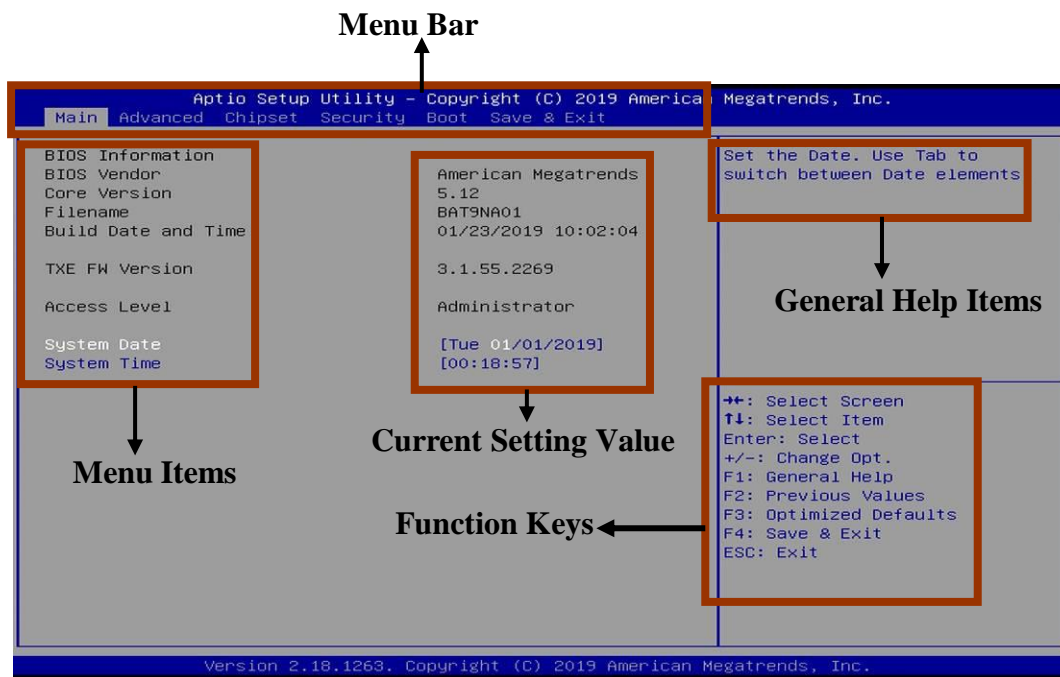 Menu Bar
Aptio Setup Utility – Copyright (C) 2019 American Megatrends, Inc.
Main Advanced Chipset Security Boot Save & Exit
BIOS Information
BIOS Vendor American Megatrends
Core Version 5.12
Filename BAT9NA01
Build Date and Time 01/23/2019 10:02:04
TXE FW Version 3.1.55.2269
Access Level Administrator
System Date [Tue 01/01/2019]
System Time [00:18:57]
Set the Date. Use Tab to
switch between Date elements
General Help Items
→←: Select Screen
↑↓: Select Item
Enter: Select
+/-: Change Opt.
F1: General Help
F2: Previous Values
F3: Optimized Defaults
F4: Save & Exit
ESC: Exit
Current Setting Value
Menu Items
Function Keys
Version 2.18.1263. Copyright (C) 2019 American Megatrends, Inc.